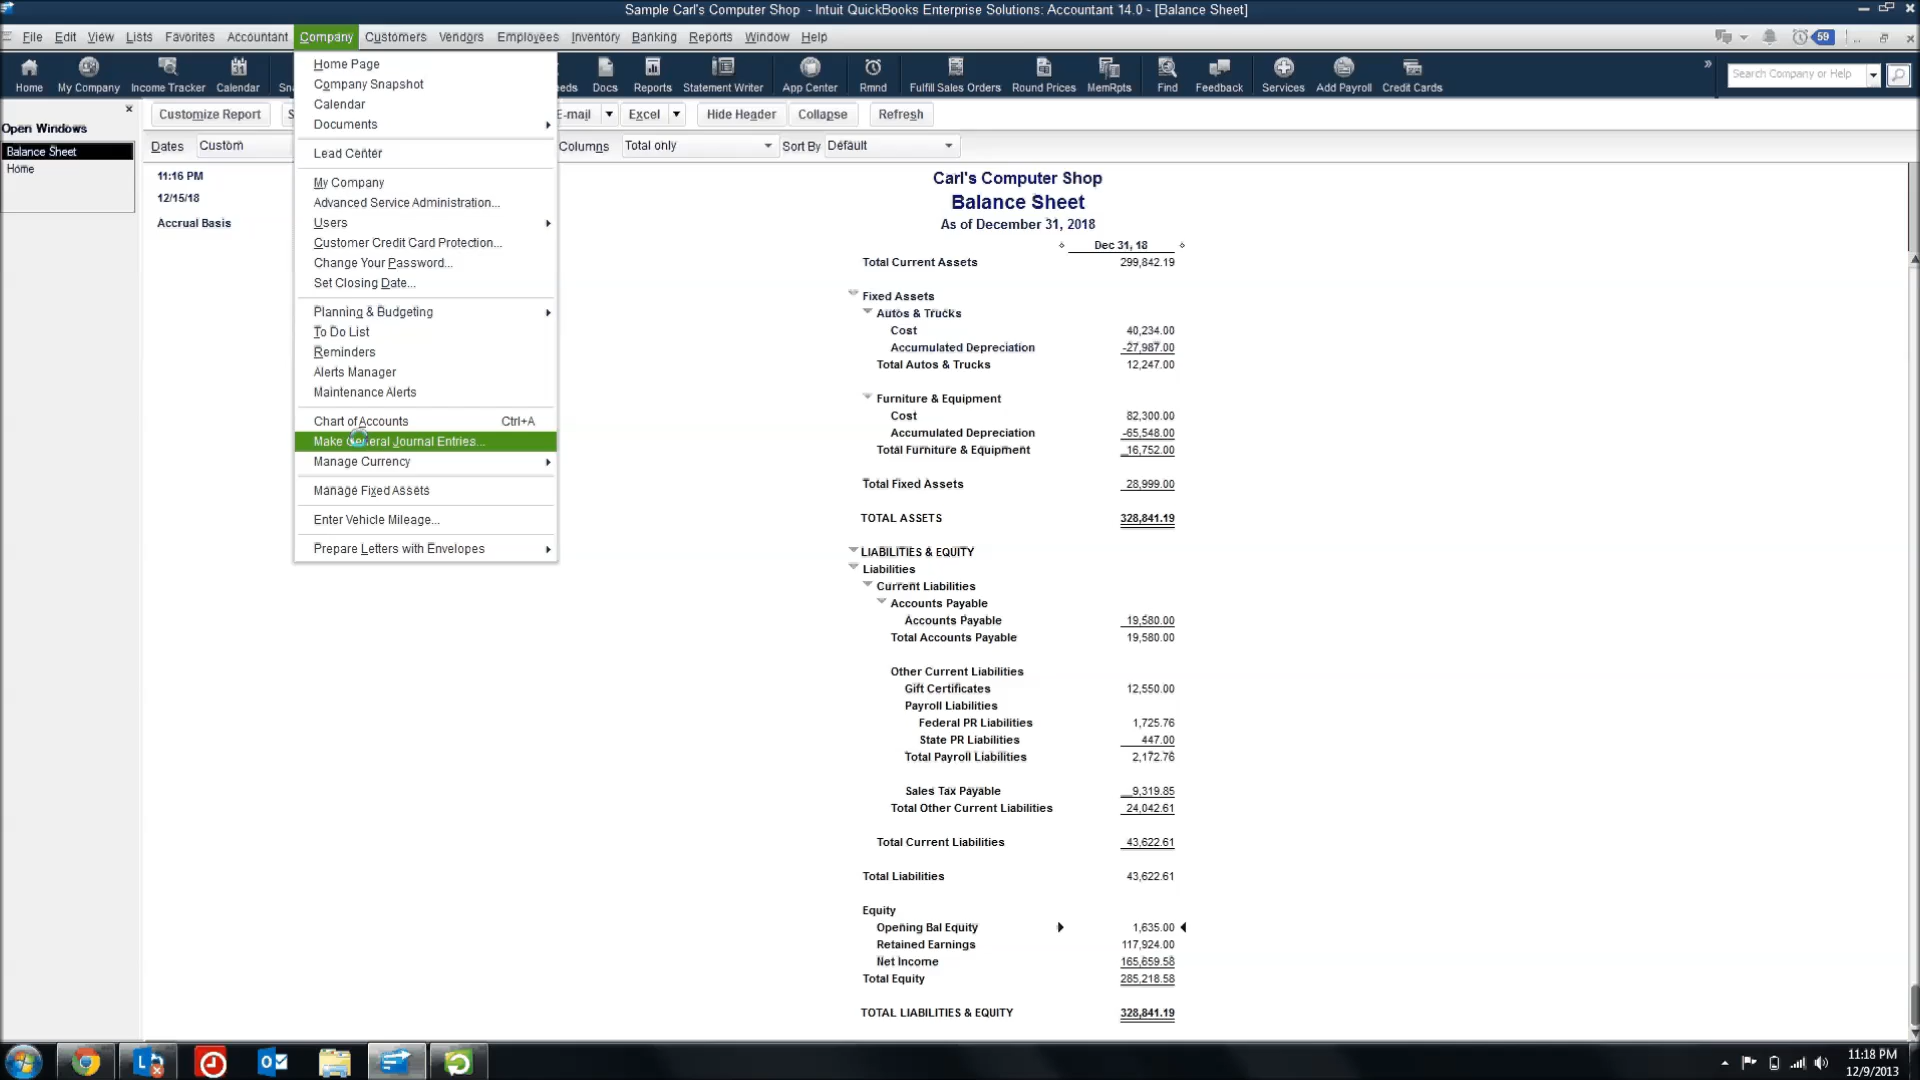 Sample Carl's Computer Shop - Intuit QuickBooks Enterprise Solutions: Accountant 14.0 - [Balance Sheet]
File Edit View Lists Favorites Accountant Company Customers Vendors Employees Inventory Banking Reports Window Help 59
Home My Company Income Tracker Calendar Docs Reports Statement Writer App Center Rmnd Fulfill Sales Orders Round Prices MemRpts Find Feedback Services Add Payroll Credit Cards » Search Company or Help
Customize Report E-mail Excel Hide Header Collapse Refresh
Open Windows
Balance Sheet
Home
Dates Custom Columns Total only Sort By Default
11:16 PM
12/15/18
Accrual Basis
Home Page
Company Snapshot
Calendar
Documents
Lead Center
My Company
Advanced Service Administration...
Users
Customer Credit Card Protection...
Change Your Password...
Set Closing Date...
Planning & Budgeting
To Do List
Reminders
Alerts Manager
Maintenance Alerts
Chart of Accounts Ctrl+A
Make General Journal Entries...
Manage Currency
Manage Fixed Assets
Enter Vehicle Mileage...
Prepare Letters with Envelopes
Carl's Computer Shop
Balance Sheet
As of December 31, 2018
Dec 31, 18
Total Current Assets 299,842.19
Fixed Assets
Autos & Trucks
Cost 40,234.00
Accumulated Depreciation -27,987.00
Total Autos & Trucks 12,247.00
Furniture & Equipment
Cost 82,300.00
Accumulated Depreciation -65,548.00
Total Furniture & Equipment 16,752.00
Total Fixed Assets 28,999.00
TOTAL ASSETS 328,841.19
LIABILITIES & EQUITY
Liabilities
Current Liabilities
Accounts Payable
Accounts Payable 19,580.00
Total Accounts Payable 19,580.00
Other Current Liabilities
Gift Certificates 12,550.00
Payroll Liabilities
Federal PR Liabilities 1,725.76
State PR Liabilities 447.00
Total Payroll Liabilities 2,172.76
Sales Tax Payable 9,319.85
Total Other Current Liabilities 24,042.61
Total Current Liabilities 43,622.61
Total Liabilities 43,622.61
Equity
Opening Bal Equity 1,635.00
Retained Earnings 117,924.00
Net Income 165,659.58
Total Equity 285,218.58
TOTAL LIABILITIES & EQUITY 328,841.19
11:18 PM
12/9/2013